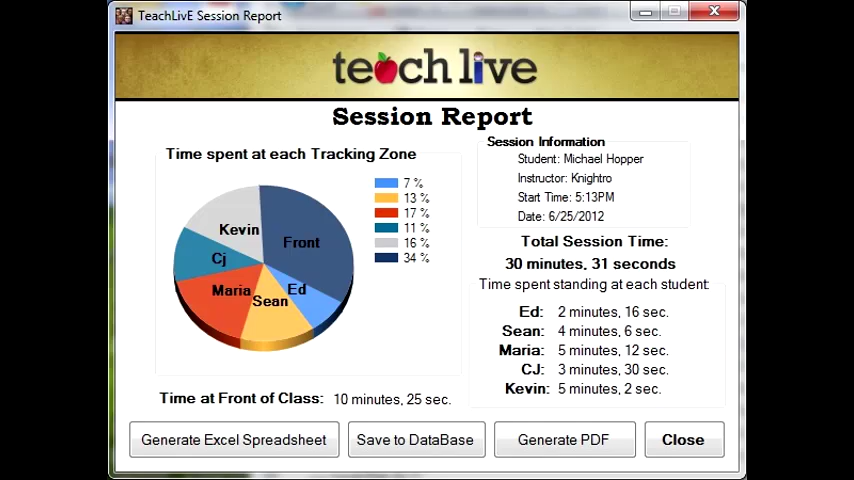 TeachLivE Session Report
teach live
Session Report
Time spent at each Tracking Zone
Kevin
Front
Cj
Maria
Sean
Ed
7 %
13 %
17 %
11 %
16 %
34 %
Time at Front of Class: 10 minutes, 25 sec.
Session Information
Student: Michael Hopper
Instructor: Knightro
Start Time: 5:13PM
Date: 6/25/2012
Total Session Time:
30 minutes, 31 seconds
Time spent standing at each student:
Ed: 2 minutes, 16 sec.
Sean: 4 minutes, 6 sec.
Maria: 5 minutes, 12 sec.
CJ: 3 minutes, 30 sec.
Kevin: 5 minutes, 2 sec.
Generate Excel Spreadsheet
Save to DataBase
Generate PDF
Close